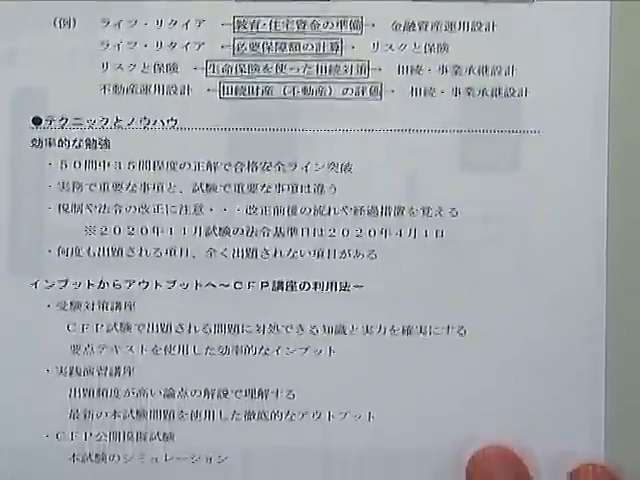 (例) ライフ・リタイア ←教育・住宅資金の準備→ 金融資産運用設計
ライフ・リタイア ←必要保障額の計算→ リスクと保険
リスクと保険 ←生命保険を使った相続対策→ 相続・事業承継設計
不動産運用設計 ←相続財産（不動産）の評価→ 相続・事業承継設計
●テクニックとノウハウ
効率的な勉強
・５０問中３５問程度の正解で合格安全ライン突破
・実務で重要な事項と、試験で重要な事項は違う
・税制や法令の改正に注意・・・改正前後の流れや経過措置を覚える
※２０２０年１１月試験の法令基準日は２０２０年４月１日
・何度も出題される項目、全く出題されない項目がある
インプットからアウトプットへ～ＣＦＰ講座の利用法～
・受験対策講座
ＣＦＰ試験で出題される問題に対処できる知識と実力を確実にする
要点テキストを使用した効率的なインプット
・実践演習講座
出題頻度が高い論点の解説で理解する
最新の本試験問題を使用した徹底的なアウトプット
・ＣＦＰ公開模擬試験
本試験のシミュレーション